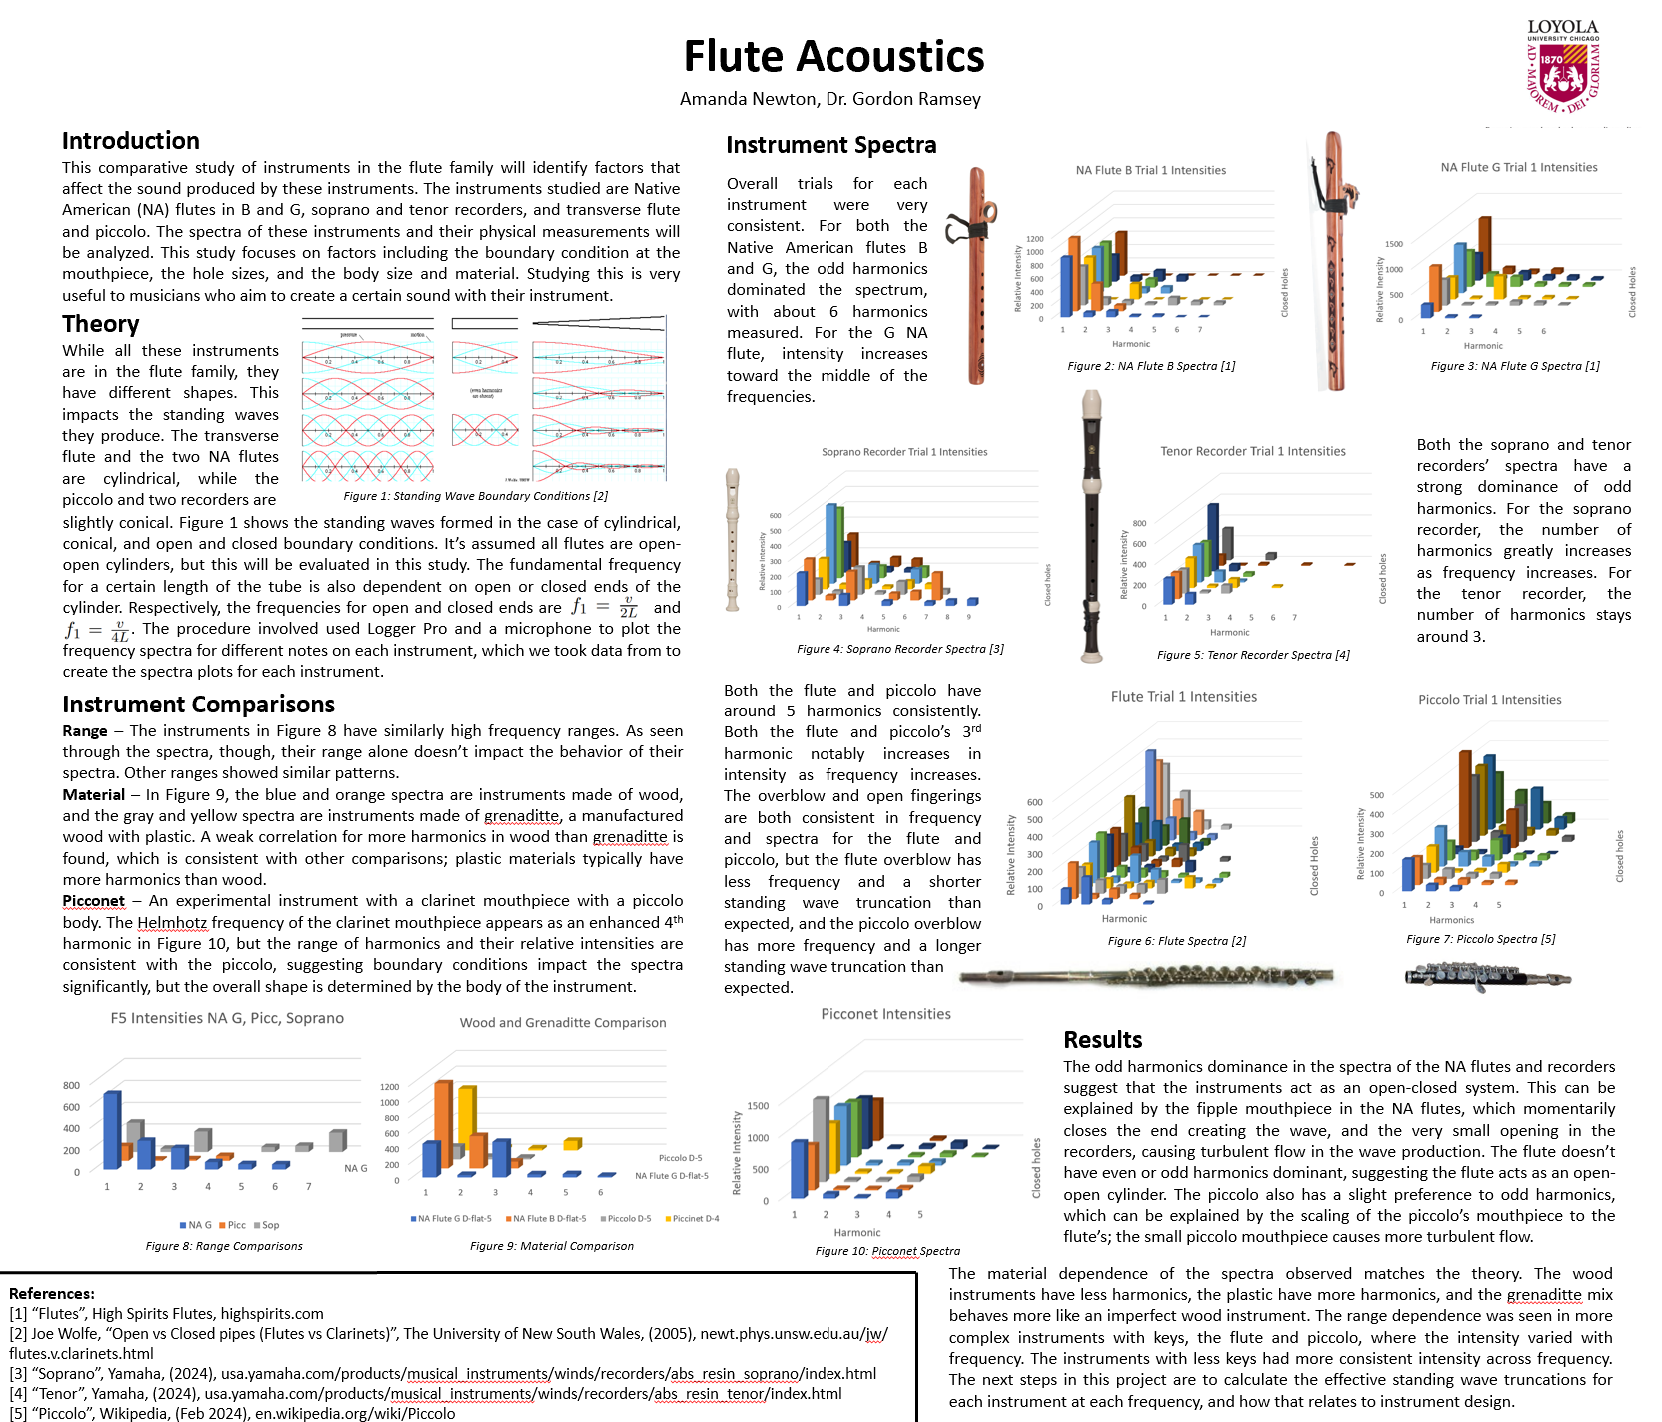 Flute Acoustics
Amanda Newton, Dr. Gordon Ramsey
LOYOLA
UNIVERSITY CHICAGO
1870
AD • MAJOREM • DEI • GLORIAM
Introduction
This comparative study of instruments in the flute family will identify factors that
affect the sound produced by these instruments. The instruments studied are Native
American (NA) flutes in B and G, soprano and tenor recorders, and transverse flute
and piccolo. The spectra of these instruments and their physical measurements will
be analyzed. This study focuses on factors including the boundary condition at the
mouthpiece, the hole sizes, and the body size and material. Studying this is very
useful to musicians who aim to create a certain sound with their instrument.
Theory
While all these instruments
are in the flute family, they
have different shapes. This
impacts the standing waves
they produce. The transverse
flute and the two NA flutes
are cylindrical, while the
piccolo and two recorders are
pressure motion
(even harmonics
not shown)
Figure 1: Standing Wave Boundary Conditions [2]
slightly conical. Figure 1 shows the standing waves formed in the case of cylindrical,
conical, and open and closed boundary conditions. It's assumed all flutes are open-
open cylinders, but this will be evaluated in this study. The fundamental frequency
for a certain length of the tube is also dependent on open or closed ends of the
cylinder. Respectively, the frequencies for open and closed ends are f₁ = v/2L and
f₁ = v/4L. The procedure involved used Logger Pro and a microphone to plot the
frequency spectra for different notes on each instrument, which we took data from to
create the spectra plots for each instrument.
Instrument Comparisons
Range – The instruments in Figure 8 have similarly high frequency ranges. As seen
through the spectra, though, their range alone doesn't impact the behavior of their
spectra. Other ranges showed similar patterns.
Material – In Figure 9, the blue and orange spectra are instruments made of wood,
and the gray and yellow spectra are instruments made of grenaditte, a manufactured
wood with plastic. A weak correlation for more harmonics in wood than grenaditte is
found, which is consistent with other comparisons; plastic materials typically have
more harmonics than wood.
Picconet – An experimental instrument with a clarinet mouthpiece with a piccolo
body. The Helmhotz frequency of the clarinet mouthpiece appears as an enhanced 4th
harmonic in Figure 10, but the range of harmonics and their relative intensities are
consistent with the piccolo, suggesting boundary conditions impact the spectra
significantly, but the overall shape is determined by the body of the instrument.
F5 Intensities NA G, Picc, Soprano
800
600
400
200
0
NA G
1 2 3 4 5 6 7
NA G Picc Sop
Figure 8: Range Comparisons
Wood and Grenaditte Comparison
1200
1000
800
600
400
200
0
Piccolo D-5
NA Flute G D-flat-5
1 2 3 4 5 6
NA Flute G D-flat-5 NA Flute B D-flat-5 Piccolo D-5 Piccinet D-4
Figure 9: Material Comparison
Instrument Spectra
Overall trials for each
instrument were very
consistent. For both the
Native American flutes B
and G, the odd harmonics
dominated the spectrum,
with about 6 harmonics
measured. For the G NA
flute, intensity increases
toward the middle of the
frequencies.
NA Flute B Trial 1 Intensities
Relative Intensity
1200
1000
800
600
400
200
0
1 2 3 4 5 6 7
Harmonic
Closed Holes
Figure 2: NA Flute B Spectra [1]
NA Flute G Trial 1 Intensities
Relative Intensity
1500
1000
500
0
1 2 3 4 5 6
Harmonic
Closed Holes
Figure 3: NA Flute G Spectra [1]
Soprano Recorder Trial 1 Intensities
Relative Intensity
600
500
400
300
200
100
0
1 2 3 4 5 6 7 8 9
Harmonic
Closed holes
Figure 4: Soprano Recorder Spectra [3]
Tenor Recorder Trial 1 Intensities
Relative intensity
800
600
400
200
0
1 2 3 4 5 6 7
Harmonic
Closed holes
Figure 5: Tenor Recorder Spectra [4]
Both the soprano and tenor
recorders' spectra have a
strong dominance of odd
harmonics. For the soprano
recorder, the number of
harmonics greatly increases
as frequency increases. For
the tenor recorder, the
number of harmonics stays
around 3.
Both the flute and piccolo have
around 5 harmonics consistently.
Both the flute and piccolo's 3rd
harmonic notably increases in
intensity as frequency increases.
The overblow and open fingerings
are both consistent in frequency
and spectra for the flute and
piccolo, but the flute overblow has
less frequency and a shorter
standing wave truncation than
expected, and the piccolo overblow
has more frequency and a longer
standing wave truncation than
expected.
Flute Trial 1 Intensities
Relative Intensity
600
500
400
300
200
100
0
1 2 3 4 5 6
Harmonic
Closed Holes
Figure 6: Flute Spectra [2]
Piccolo Trial 1 Intensities
Relative Intensity
500
400
300
200
100
0
1 2 3 4 5
Harmonics
Closed holes
Figure 7: Piccolo Spectra [5]
Picconet Intensities
Relative Intensity
1500
1000
500
0
1 2 3 4 5
Harmonic
Closed holes
Figure 10: Picconet Spectra
Results
The odd harmonics dominance in the spectra of the NA flutes and recorders
suggest that the instruments act as an open-closed system. This can be
explained by the fipple mouthpiece in the NA flutes, which momentarily
closes the end creating the wave, and the very small opening in the
recorders, causing turbulent flow in the wave production. The flute doesn't
have even or odd harmonics dominant, suggesting the flute acts as an open-
open cylinder. The piccolo also has a slight preference to odd harmonics,
which can be explained by the scaling of the piccolo's mouthpiece to the
flute's; the small piccolo mouthpiece causes more turbulent flow.
The material dependence of the spectra observed matches the theory. The wood
instruments have less harmonics, the plastic have more harmonics, and the grenaditte mix
behaves more like an imperfect wood instrument. The range dependence was seen in more
complex instruments with keys, the flute and piccolo, where the intensity varied with
frequency. The instruments with less keys had more consistent intensity across frequency.
The next steps in this project are to calculate the effective standing wave truncations for
each instrument at each frequency, and how that relates to instrument design.
References:
[1] "Flutes", High Spirits Flutes, highspirits.com
[2] Joe Wolfe, "Open vs Closed pipes (Flutes vs Clarinets)", The University of New South Wales, (2005), newt.phys.unsw.edu.au/jw/
flutes.v.clarinets.html
[3] "Soprano", Yamaha, (2024), usa.yamaha.com/products/musical_instruments/winds/recorders/abs_resin_soprano/index.html
[4] "Tenor", Yamaha, (2024), usa.yamaha.com/products/musical_instruments/winds/recorders/abs_resin_tenor/index.html
[5] "Piccolo", Wikipedia, (Feb 2024), en.wikipedia.org/wiki/Piccolo